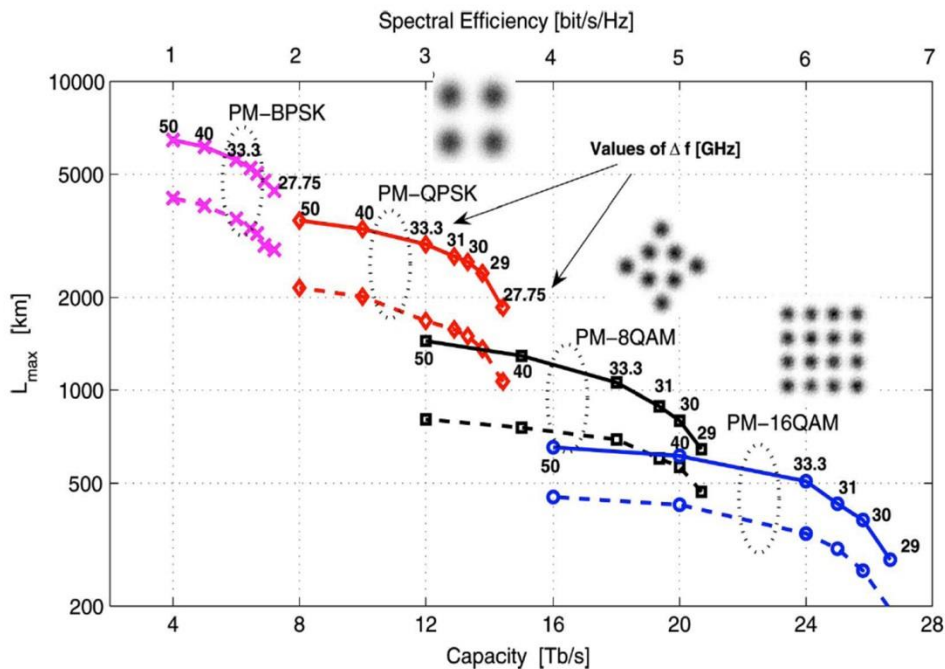 Spectral Efficiency [bit/s/Hz]
1 2 3 4 5 6 7
10000
5000
2000
1000
500
200
L_max [km]
PM-BPSK
50 40 33.3 27.75
Values of Δ f [GHz]
PM-QPSK
50 40 33.3 31 30 29 27.75
PM-8QAM
50 40 33.3 31 30 29
PM-16QAM
50 40 33.3 31 30 29
4 8 12 16 20 24 28
Capacity [Tb/s]